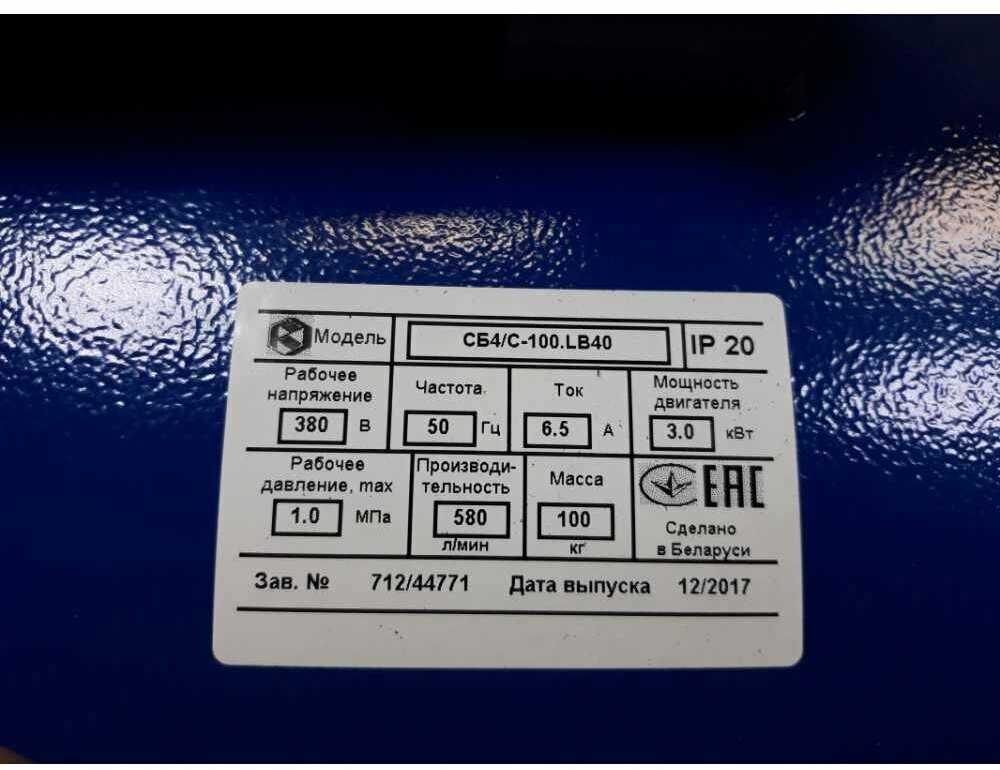 Модель СБ4/С-100.LB40 IP 20
Рабочее напряжение 380 В
Частота 50 Гц
Ток 6.5 А
Мощность двигателя 3.0 кВт
Рабочее давление, max 1.0 МПа
Производи-
тельность 580 л/мин
Масса 100 кг
ЕАС
Сделано
в Беларуси
Зав. № 712/44771 Дата выпуска 12/2017